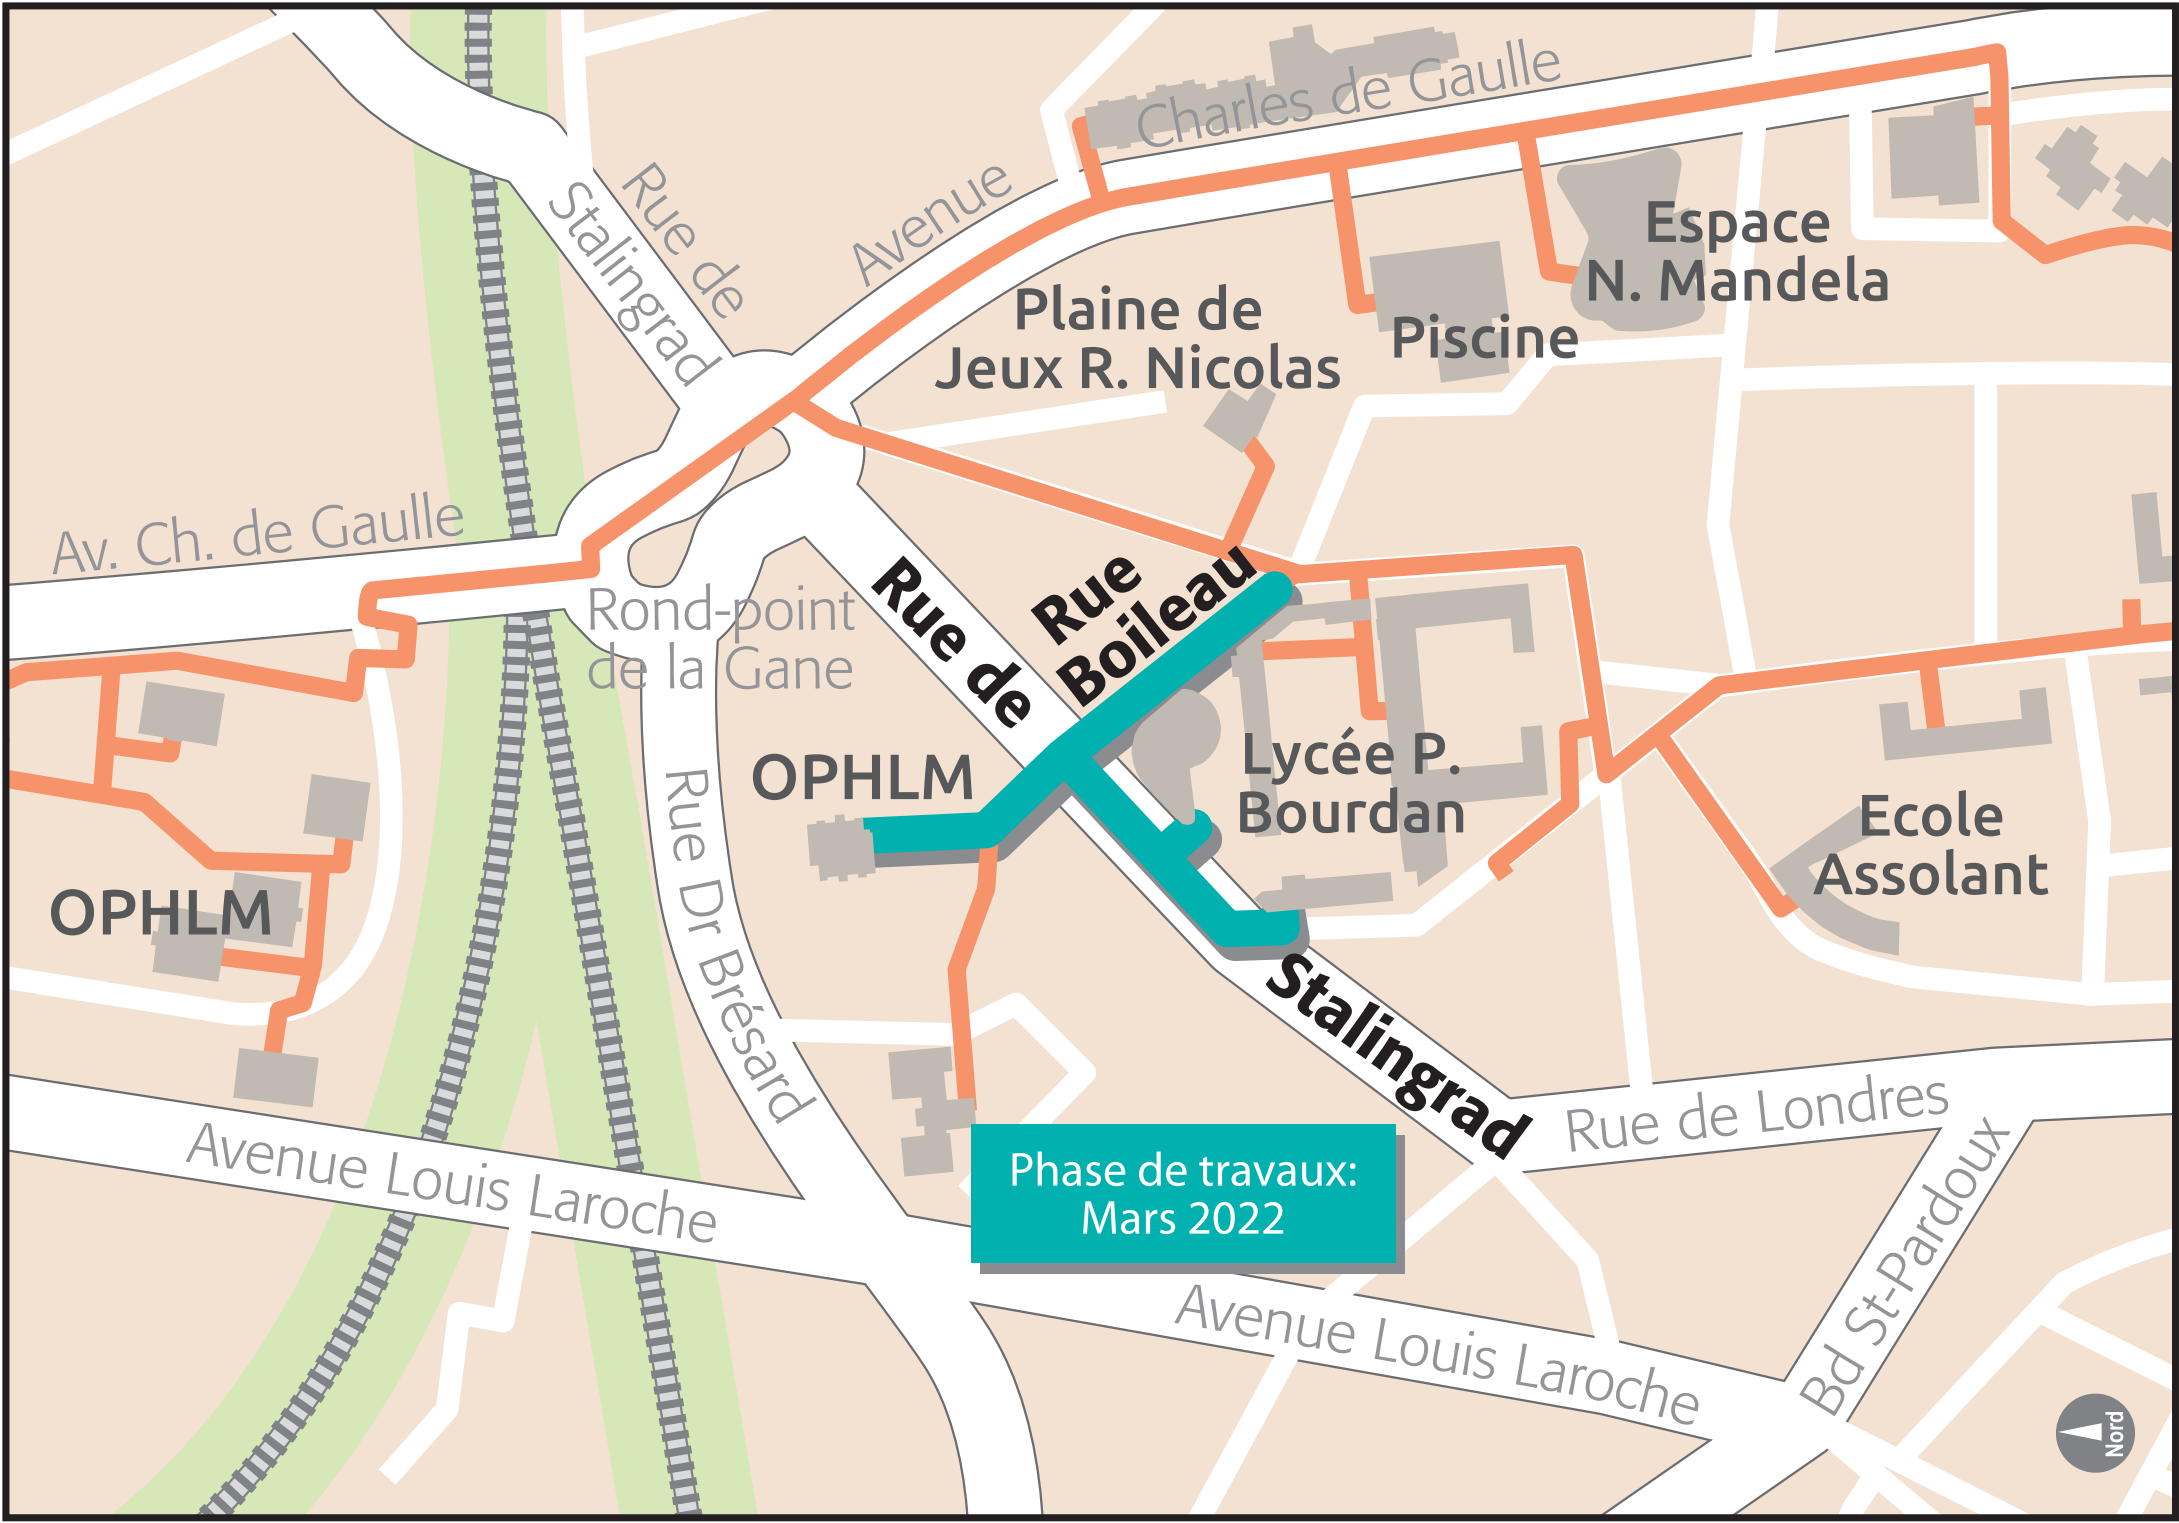 Charles de Gaulle
Avenue
Rue de
Stalingrad
Espace
N. Mandela
Plaine de
Jeux R. Nicolas
Piscine
Av. Ch. de Gaulle
Rond-point
de la Gane
Rue
Boileau
Rue de
Stalingrad
OPHLM
Lycée P.
Bourdan
Ecole
Assolant
OPHLM
Rue Dr Brésard
Rue de Londres
Avenue Louis Laroche
Phase de travaux:
Mars 2022
Bd St-Pardoux
Avenue Louis Laroche
Nord